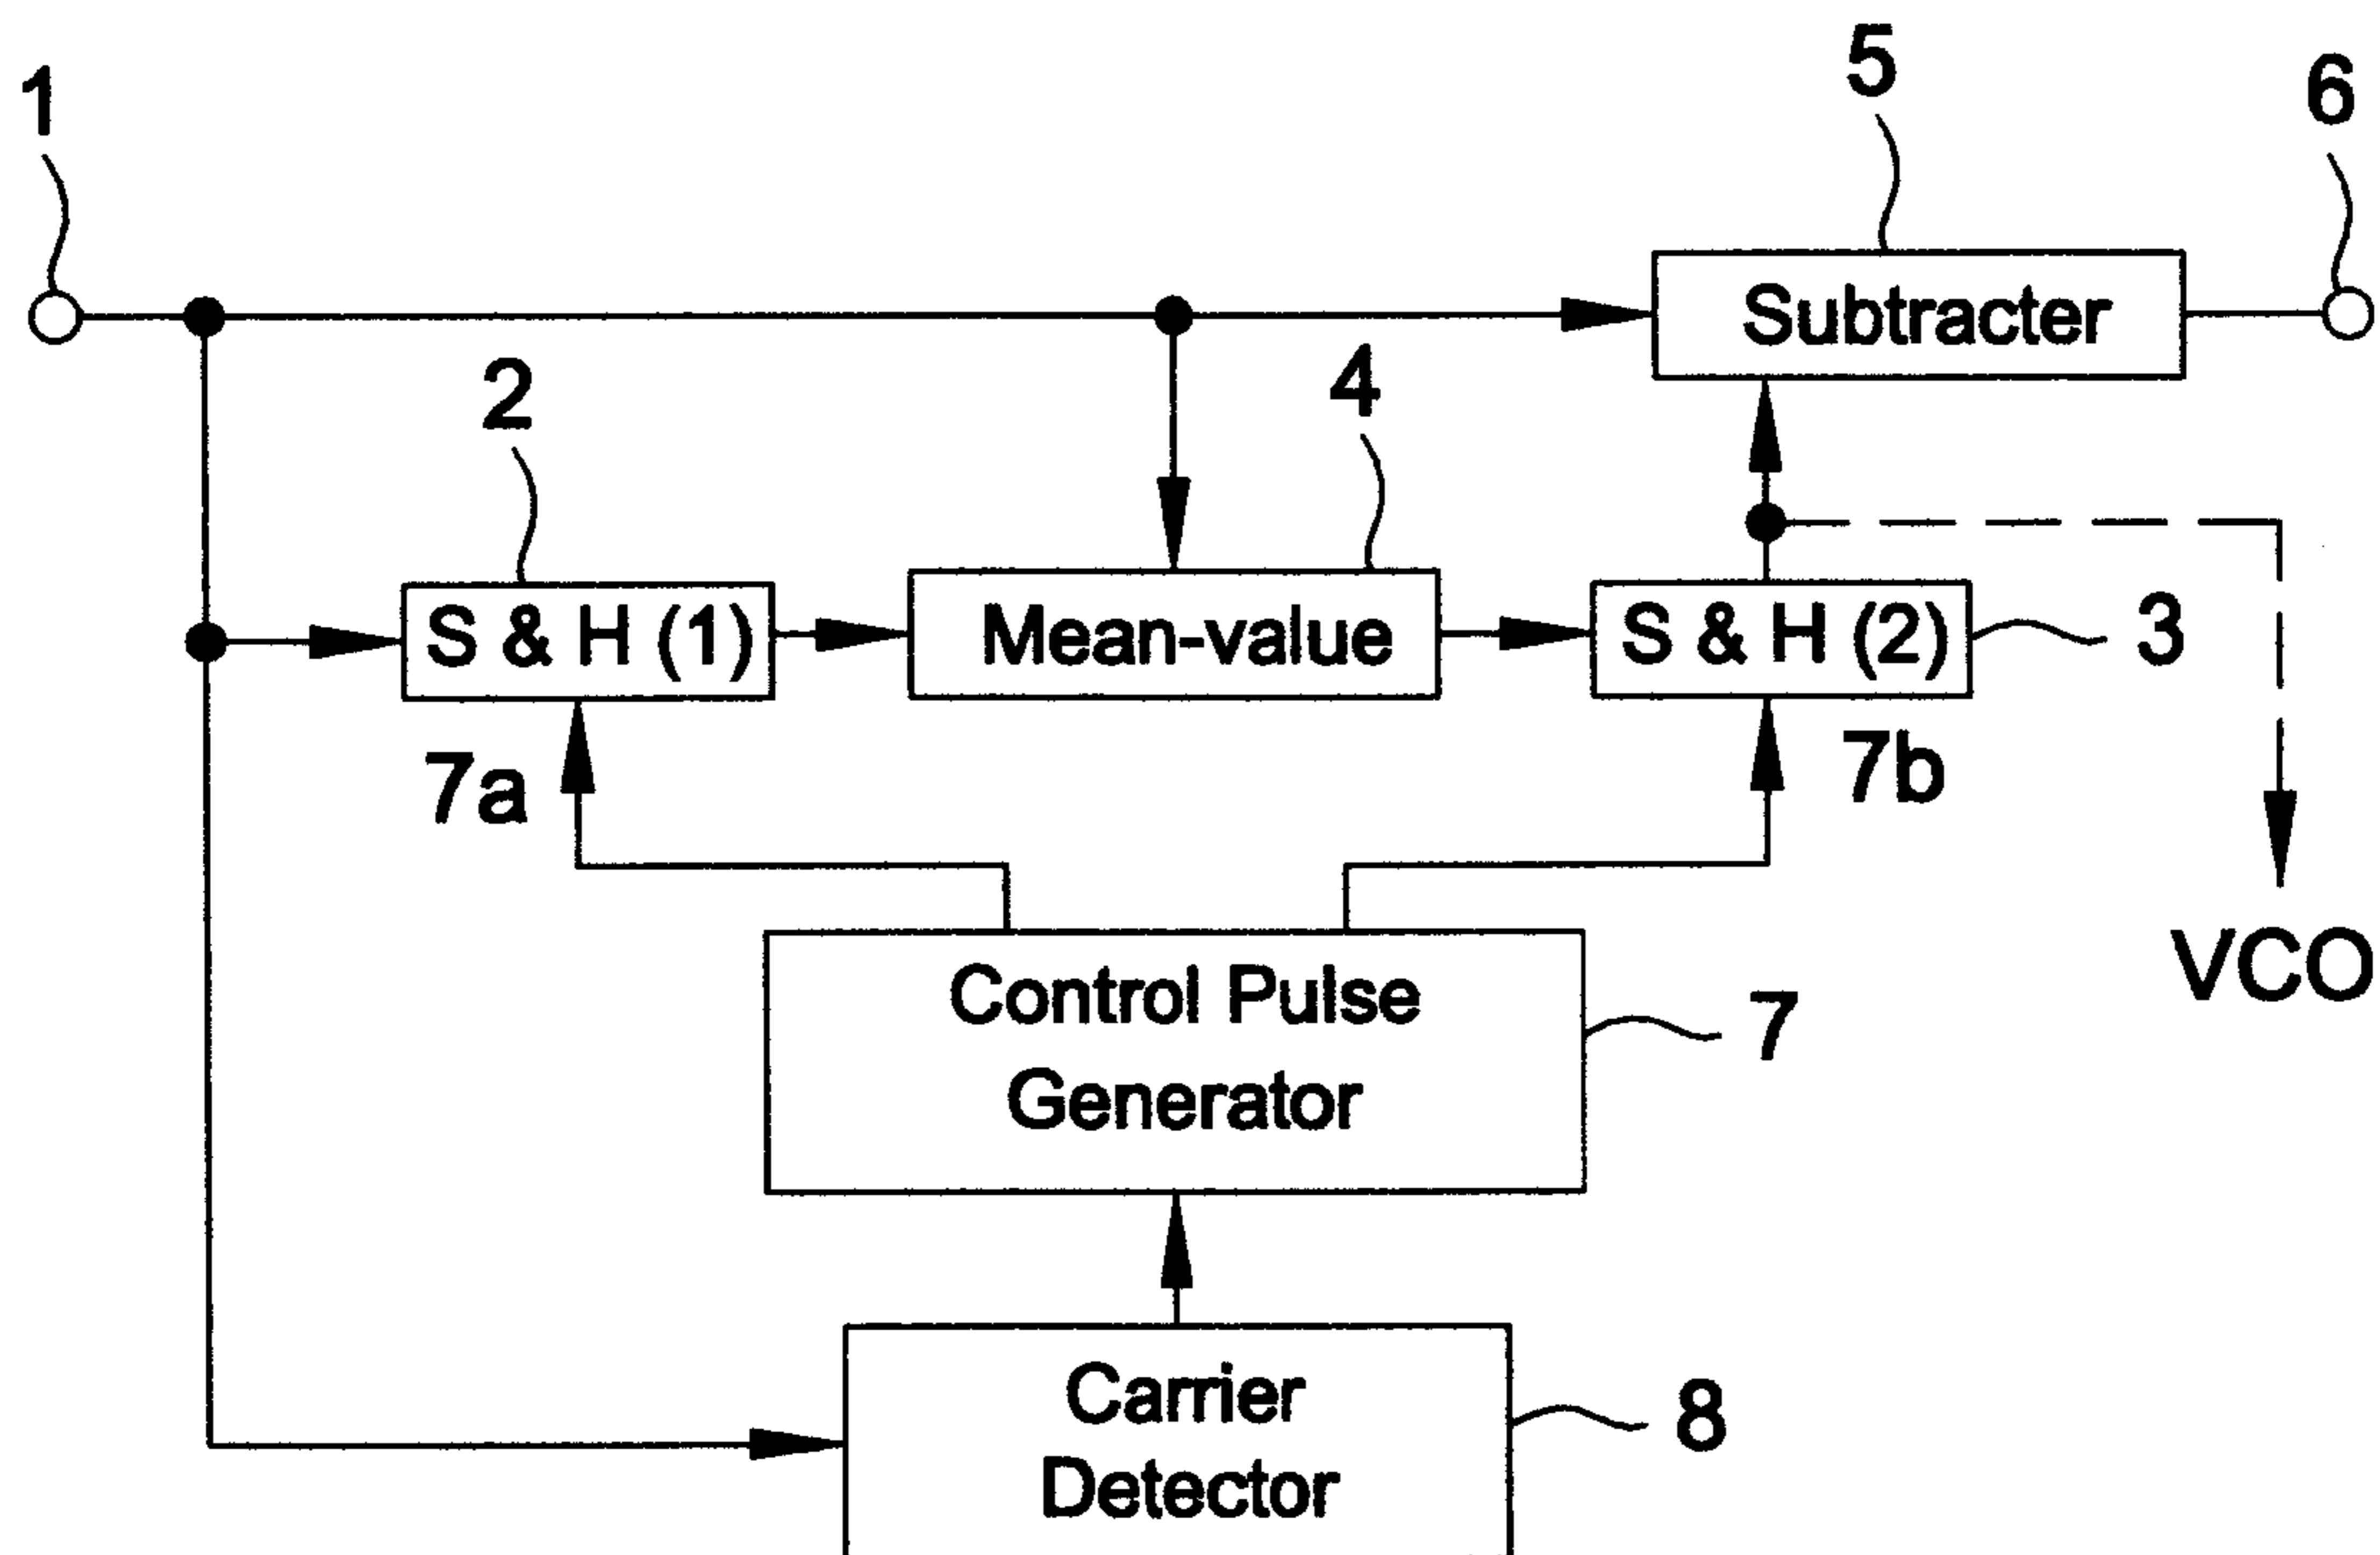 1
5
6
Subtracter
2
4
S & H (1)
Mean-value
S & H (2)
3
7a
7b
VCO
Control Pulse
Generator
7
Carrier
Detector
8